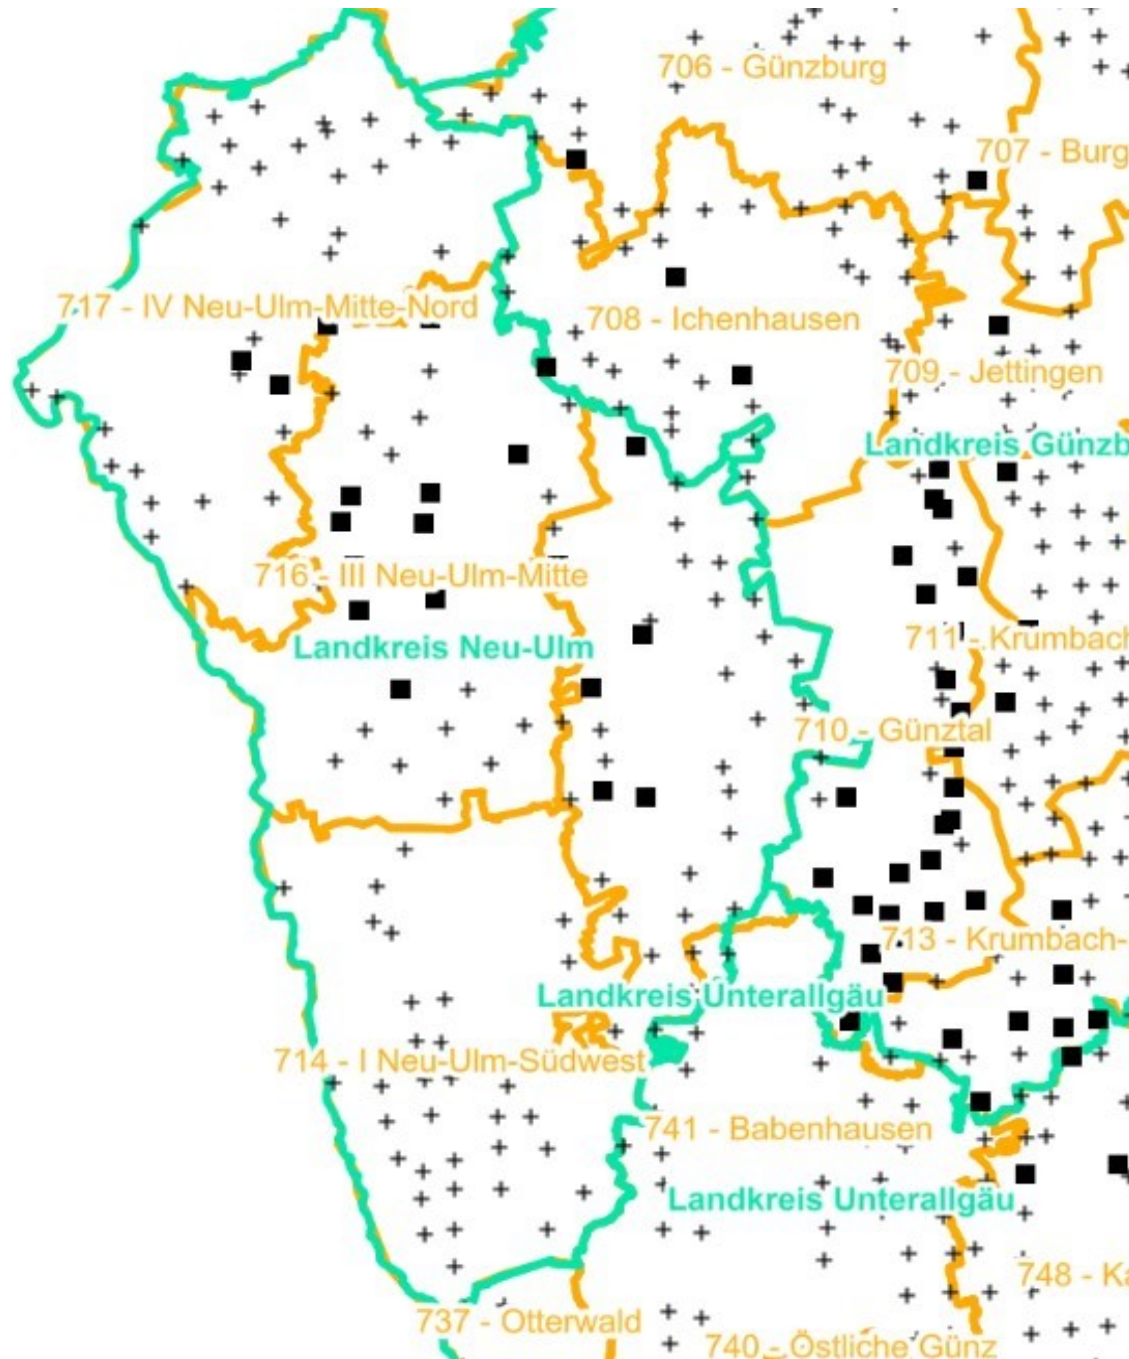 706 - Günzburg
707 - Burg
717 - IV Neu-Ulm-Mitte-Nord
708 - Ichenhausen
709 - Jettingen
Landkreis Günzb
716 - III Neu-Ulm-Mitte
711 - Krumbach
Landkreis Neu-Ulm
710 - Günztal
713 - Krumbach-
Landkreis Unterallgäu
714 - I Neu-Ulm-Südwest
741 - Babenhausen
Landkreis Unterallgäu
748 - Ka
737 - Otterwald
740 - Östliche Günz